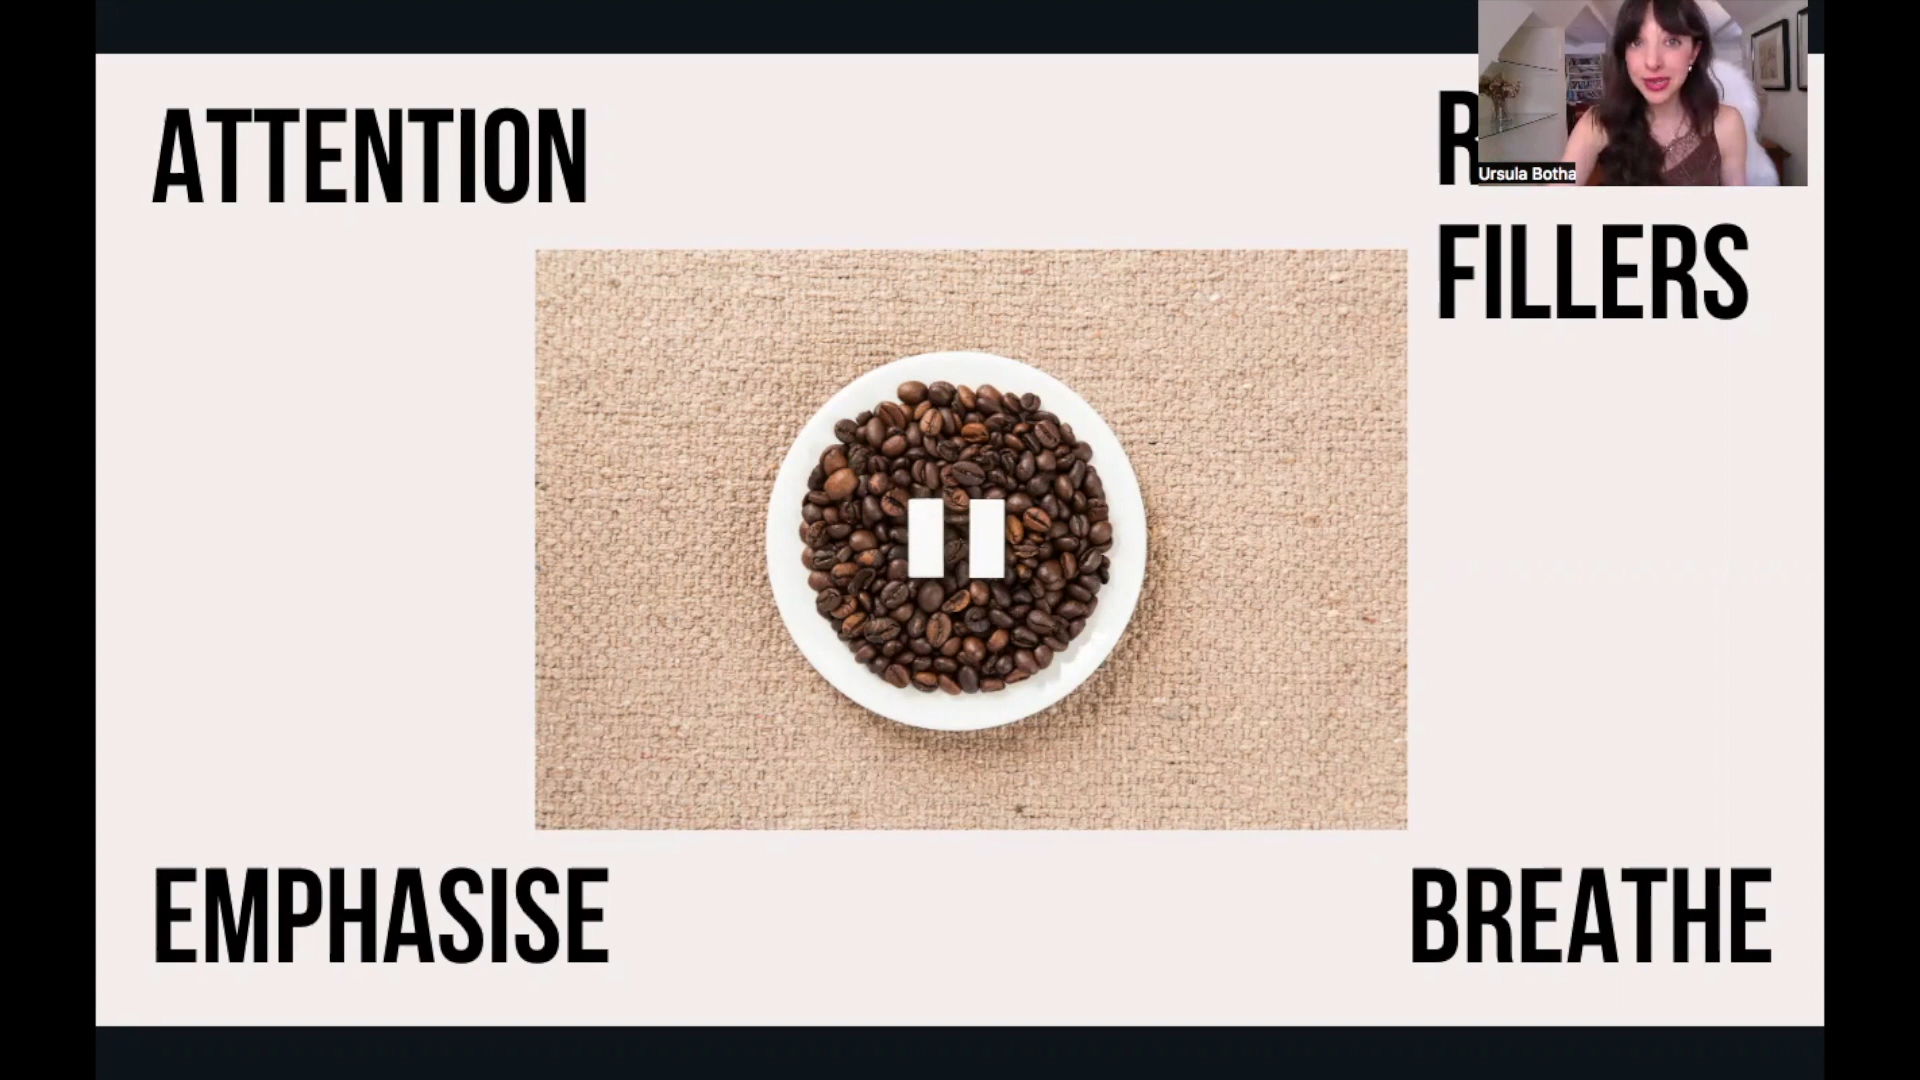 ATTENTION
FILLERS
Ursula Botha
EMPHASISE
BREATHE